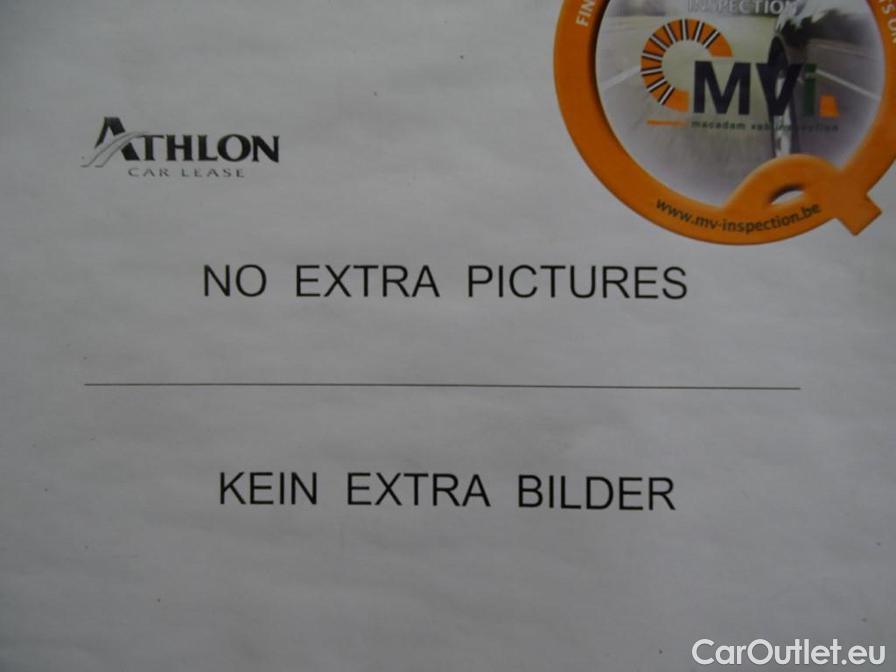 INSPECTION
MVi
macadam
www.mv-inspection.be
ATHLON
CAR LEASE
NO EXTRA PICTURES
KEIN EXTRA BILDER
CarOutlet.eu